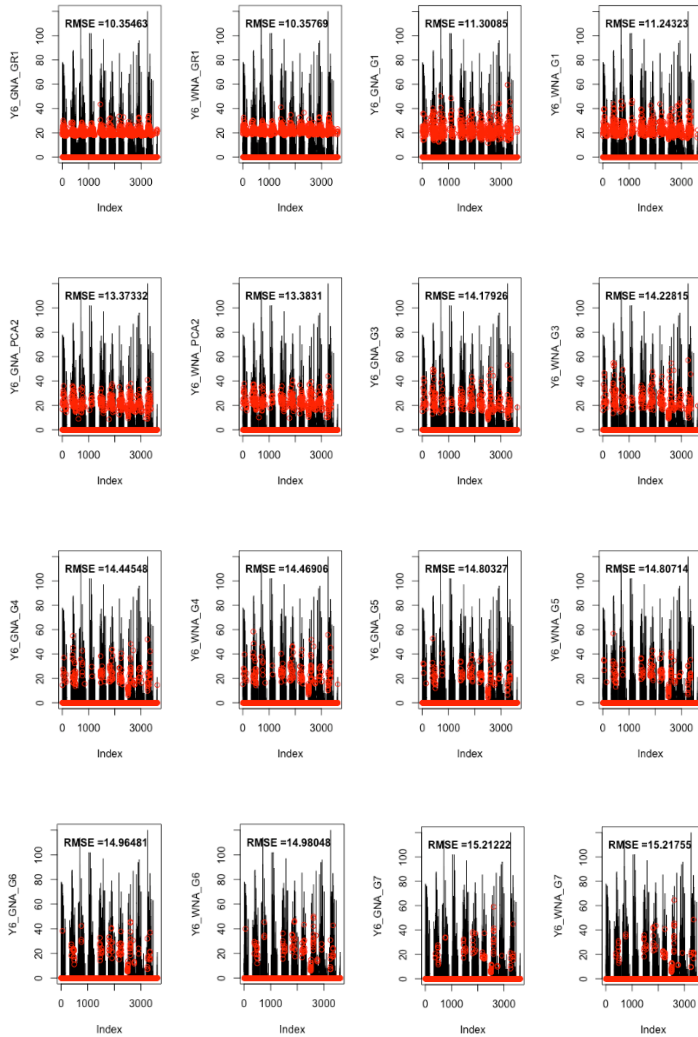 RMSE =10.35463
Y6_GNA_GR1
0 20 40 60 80 100
0 1000 3000
Index
RMSE =10.35769
Y6_WNA_GR1
0 20 40 60 80 100
0 1000 3000
Index
RMSE =11.30085
Y6_GNA_G1
0 20 40 60 80 100
0 1000 3000
Index
RMSE =11.24323
Y6_WNA_G1
0 20 40 60 80 100
0 1000 3000
Index
RMSE =13.37332
Y6_GNA_PCA2
0 20 40 60 80 100
0 1000 3000
Index
RMSE =13.3831
Y6_WNA_PCA2
0 20 40 60 80 100
0 1000 3000
Index
RMSE =14.17926
Y6_GNA_G3
0 20 40 60 80 100
0 1000 3000
Index
RMSE =14.22815
Y6_WNA_G3
0 20 40 60 80 100
0 1000 3000
Index
RMSE =14.44548
Y6_GNA_G4
0 20 40 60 80 100
0 1000 3000
Index
RMSE =14.46906
Y6_WNA_G4
0 20 40 60 80 100
0 1000 3000
Index
RMSE =14.80327
Y6_GNA_G5
0 20 40 60 80 100
0 1000 3000
Index
RMSE =14.80714
Y6_WNA_G5
0 20 40 60 80 100
0 1000 3000
Index
RMSE =14.96481
Y6_GNA_G6
0 20 40 60 80 100
0 1000 3000
Index
RMSE =14.98048
Y6_WNA_G6
0 20 40 60 80 100
0 1000 3000
Index
RMSE =15.21222
Y6_GNA_G7
0 20 40 60 80 100
0 1000 3000
Index
RMSE =15.21755
Y6_WNA_G7
0 20 40 60 80 100
0 1000 3000
Index